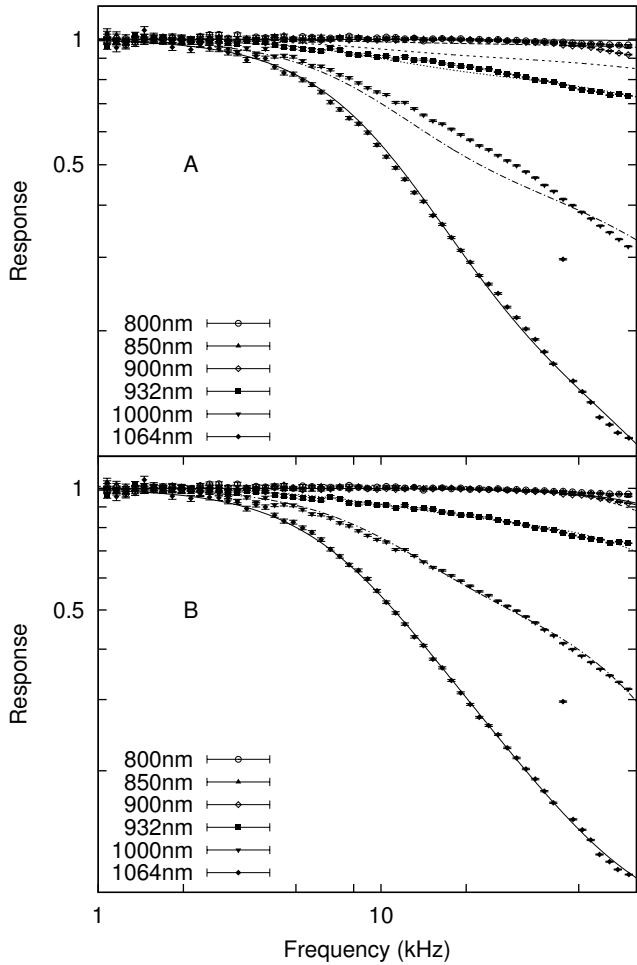 1
0.5
Response
A
800nm
850nm
900nm
932nm
1000nm
1064nm
1
0.5
Response
B
800nm
850nm
900nm
932nm
1000nm
1064nm
1 10
Frequency (kHz)